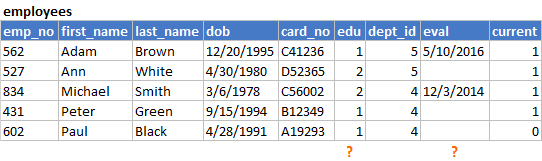 employees
emp_no first_name last_name dob card_no edu dept_id eval current
562 Adam Brown 12/20/1995 C41236 1 5 5/10/2016 1
527 Ann White 4/30/1980 D52365 2 5 1
834 Michael Smith 3/6/1978 C56002 2 4 12/3/2014 1
431 Peter Green 9/15/1994 B12349 1 4 1
602 Paul Black 4/28/1991 A19293 1 4 0
? ?